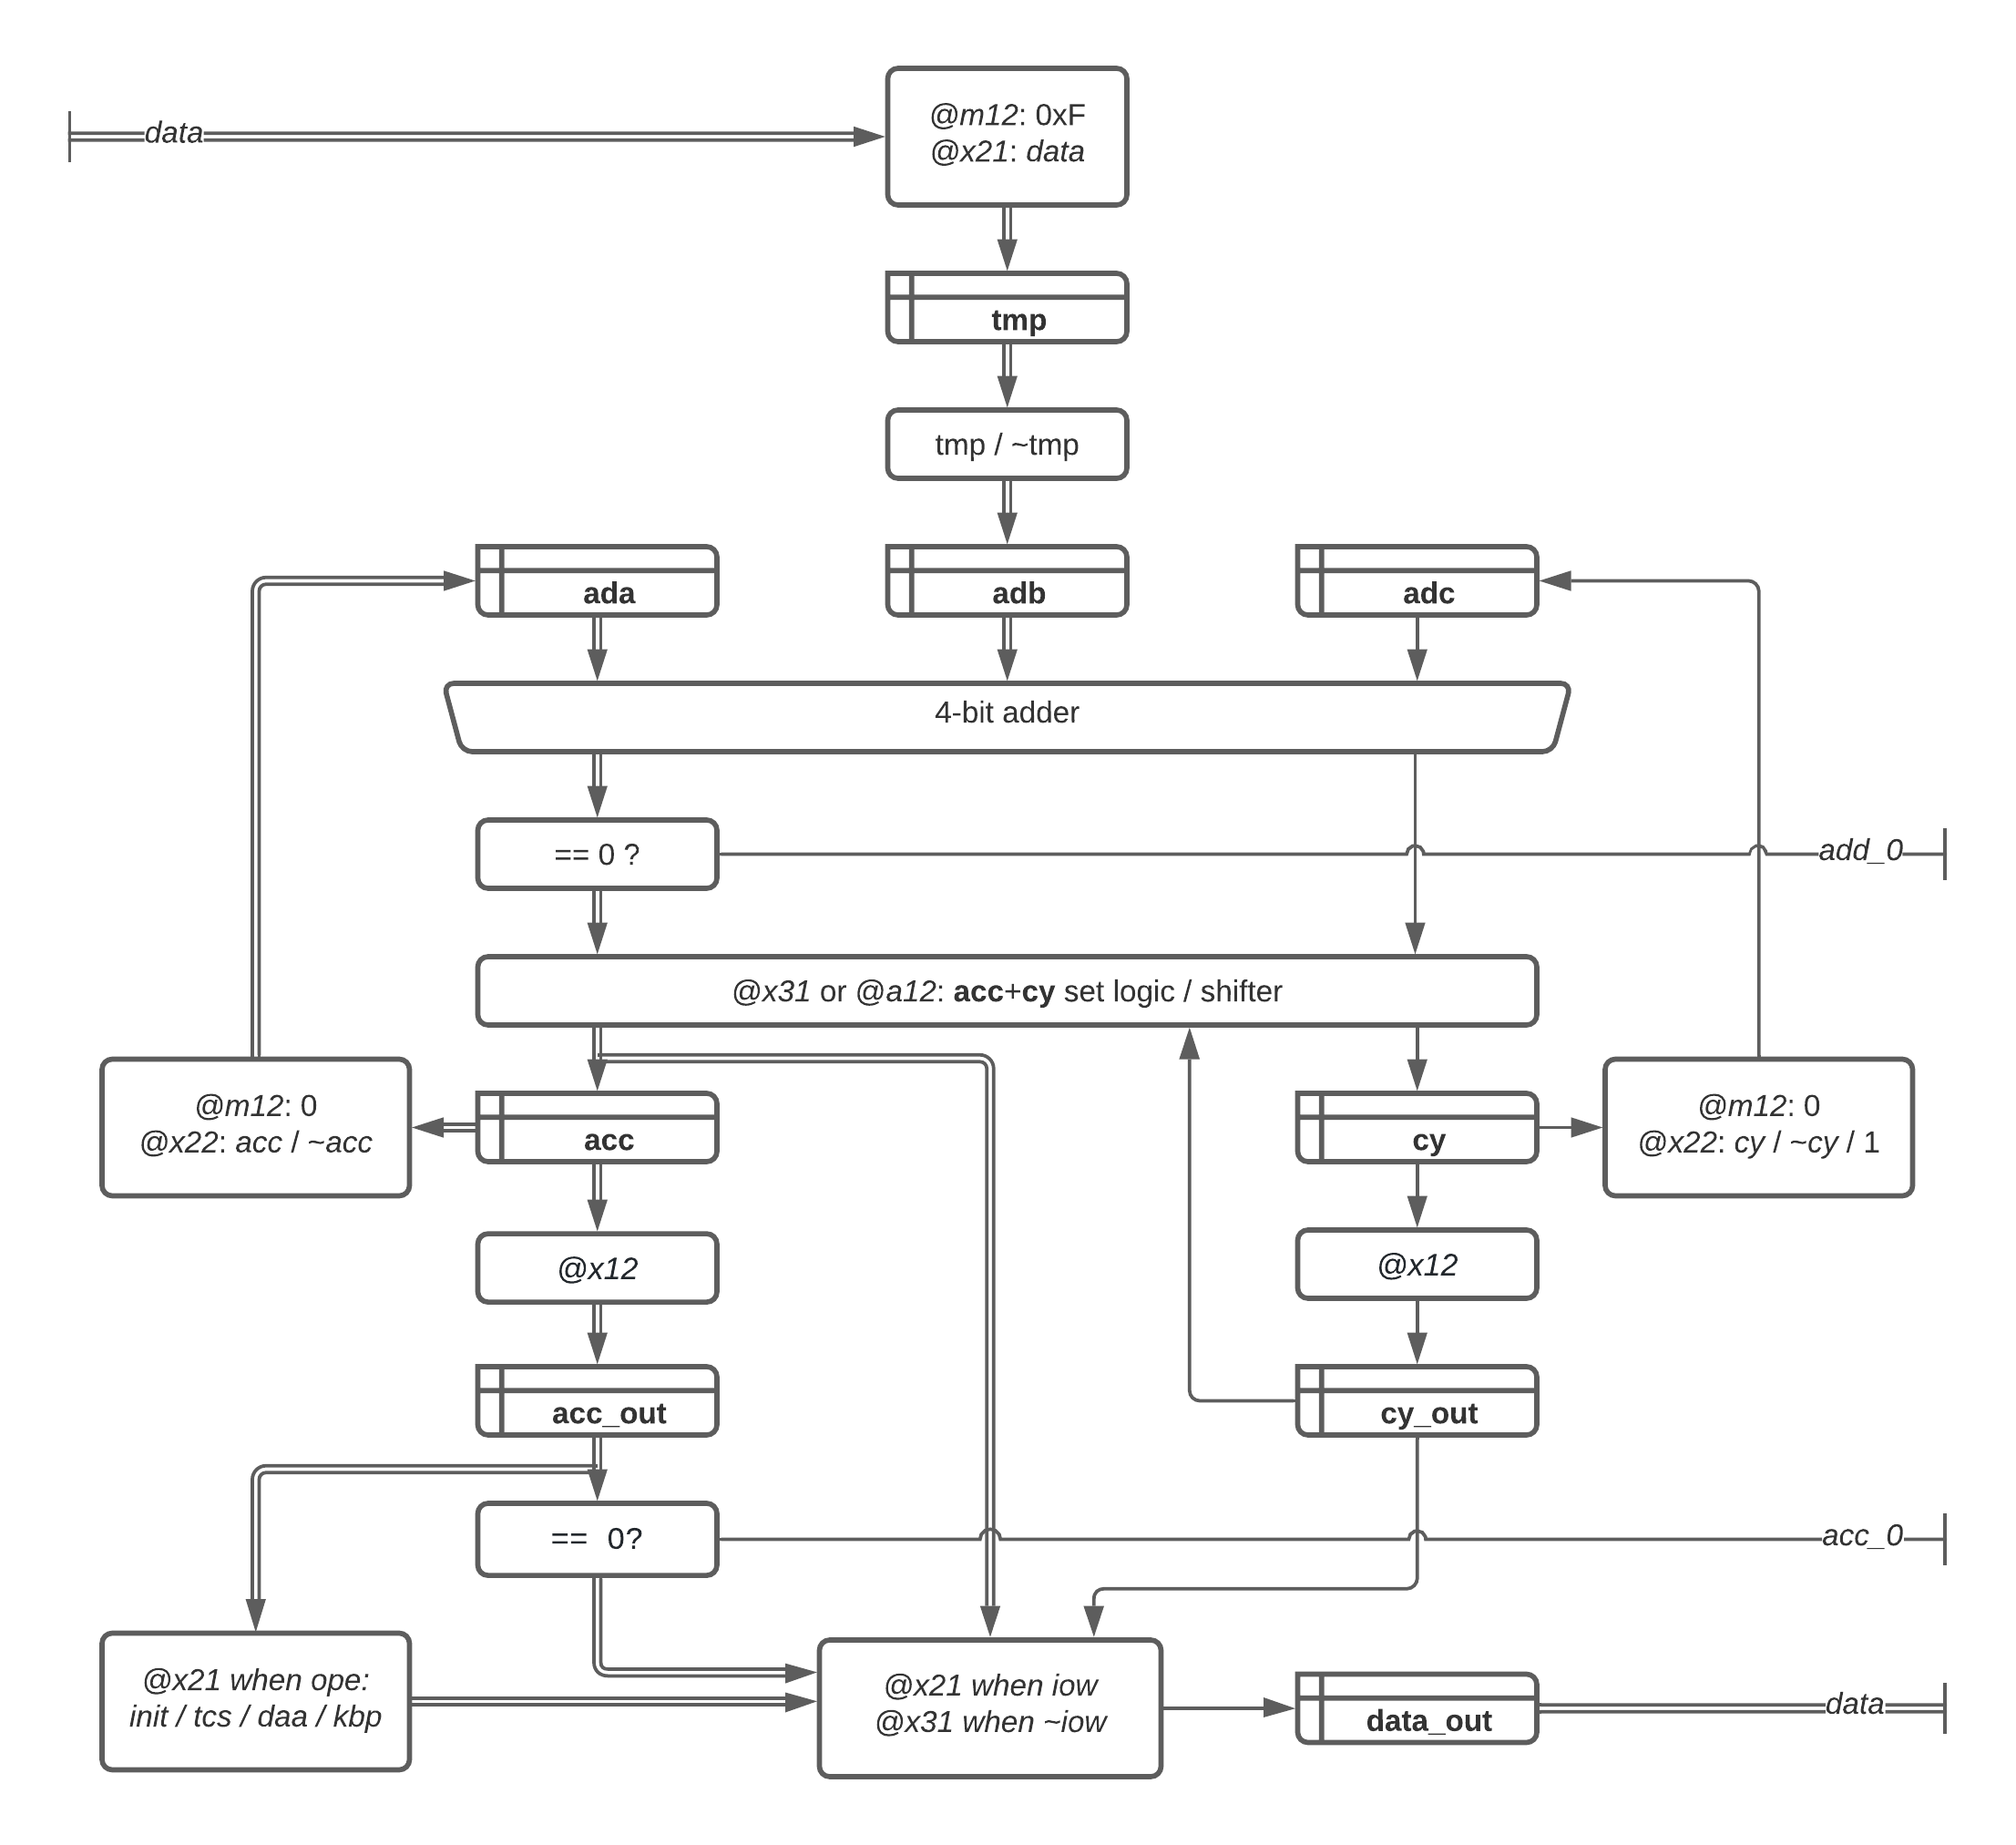 data
@m12: 0xF
@x21: data
tmp
tmp / ~tmp
ada
adb
adc
4-bit adder
== 0 ?
add_0
@x31 or @a12: acc+cy set logic / shifter
@m12: 0
@x22: acc / ~acc
acc
cy
@m12: 0
@x22: cy / ~cy / 1
@x12
@x12
acc_out
cy_out
== 0?
acc_0
@x21 when ope:
init / tcs / daa / kbp
@x21 when iow
@x31 when ~iow
data_out
data